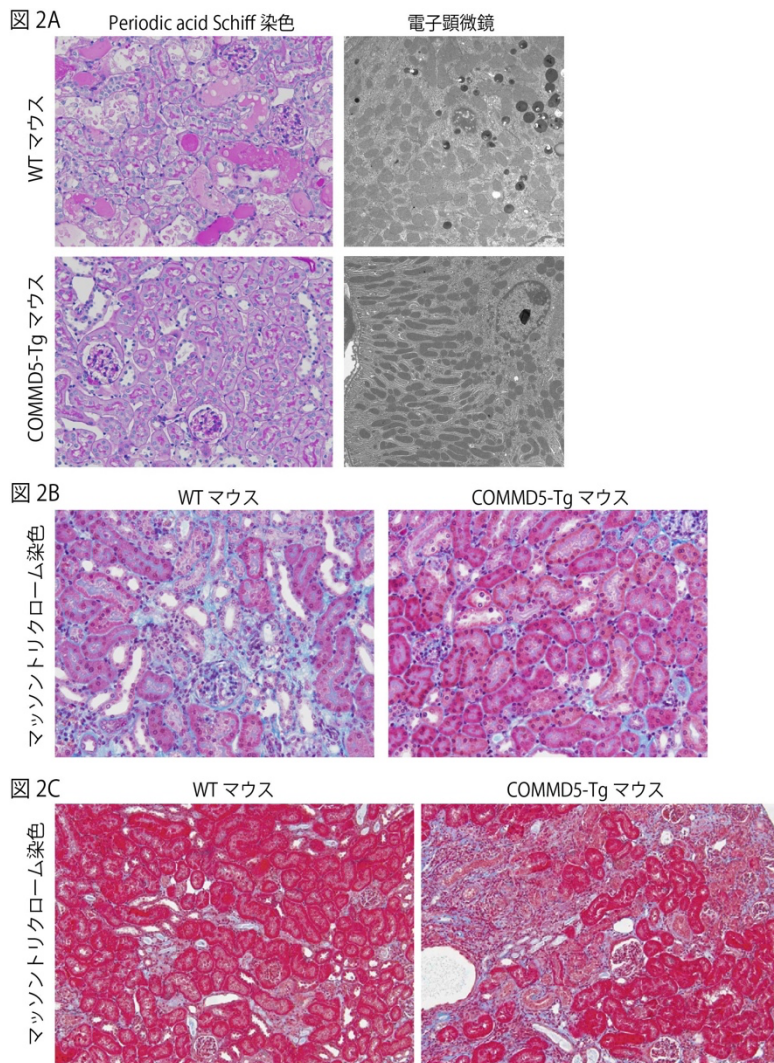 図 2A
Periodic acid Schiff 染色
電子顕微鏡
WT マウス
COMMD5-Tg マウス
図 2B
WT マウス
COMMD5-Tg マウス
マッソントリクローム染色
図 2C
WT マウス
COMMD5-Tg マウス
マッソントリクローム染色